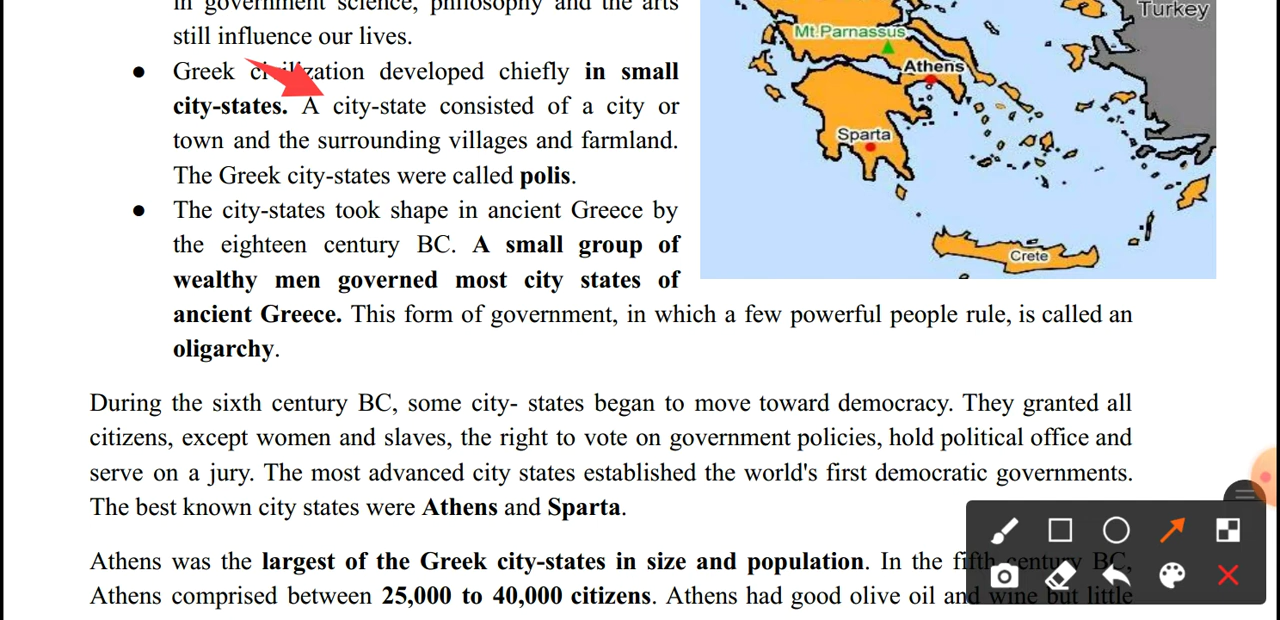 in government science, philosophy and the arts
still influence our lives.
● Greek civilization developed chiefly in small
city-states. A city-state consisted of a city or
town and the surrounding villages and farmland.
The Greek city-states were called polis.
● The city-states took shape in ancient Greece by
the eighteen century BC. A small group of
wealthy men governed most city states of
ancient Greece. This form of government, in which a few powerful people rule, is called an
oligarchy.
During the sixth century BC, some city- states began to move toward democracy. They granted all
citizens, except women and slaves, the right to vote on government policies, hold political office and
serve on a jury. The most advanced city states established the world's first democratic governments.
The best known city states were Athens and Sparta.
Athens was the largest of the Greek city-states in size and population. In the fifth century BC,
Athens comprised between 25,000 to 40,000 citizens. Athens had good olive oil and wine but little
Turkey
Mt.Parnassus
Athens
Sparta
Crete